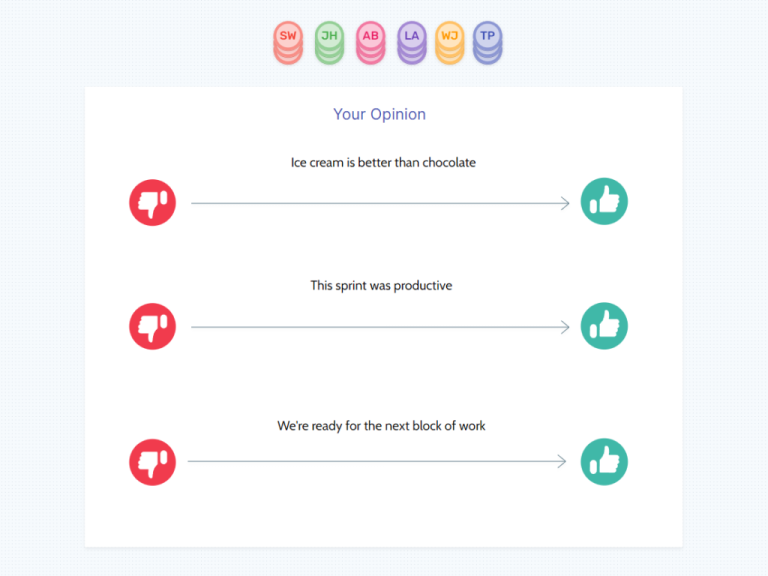 SW JH AB LA WJ TP
Your Opinion
Ice cream is better than chocolate
This sprint was productive
We're ready for the next block of work